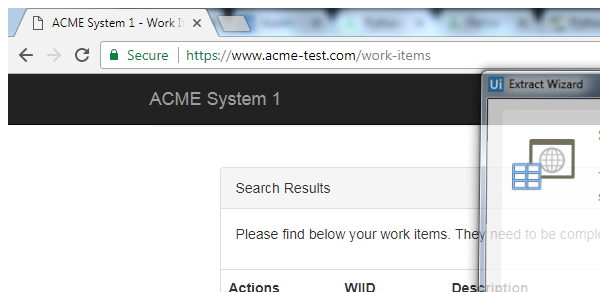 ACME System 1 - Work It
Secure https://www.acme-test.com/work-items
Ui Extract Wizard
ACME System 1
Search Results
Please find below your work items. They need to be comple
Actions WIID Description